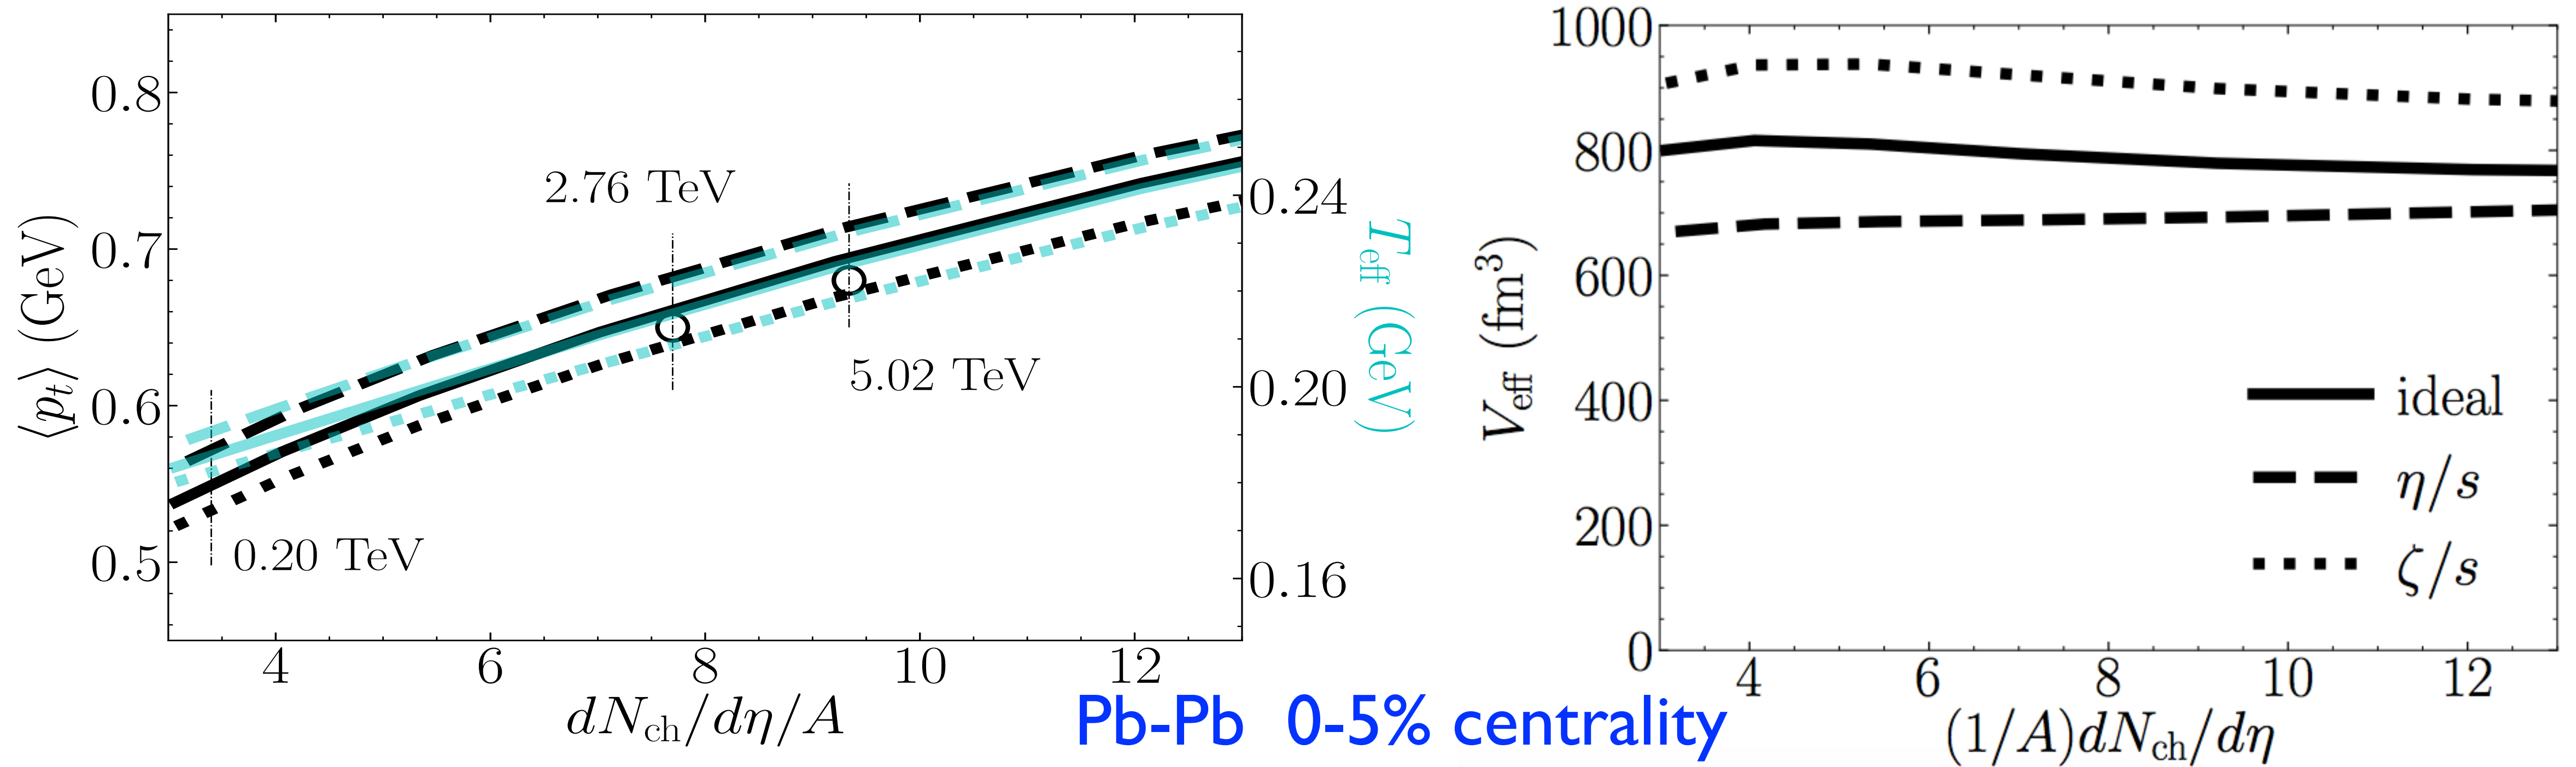 ⟨p_t⟩ (GeV)
0.8
0.7
0.6
0.5
2.76 TeV
5.02 TeV
0.20 TeV
0.24
0.20
0.16
T_eff (GeV)
4 6 8 10 12
dN_ch/dη/A
V_eff (fm^3)
1000
800
600
400
200
0
ideal
η/s
ζ/s
4 6 8 10 12
(1/A)dN_ch/dη
Pb-Pb 0-5% centrality